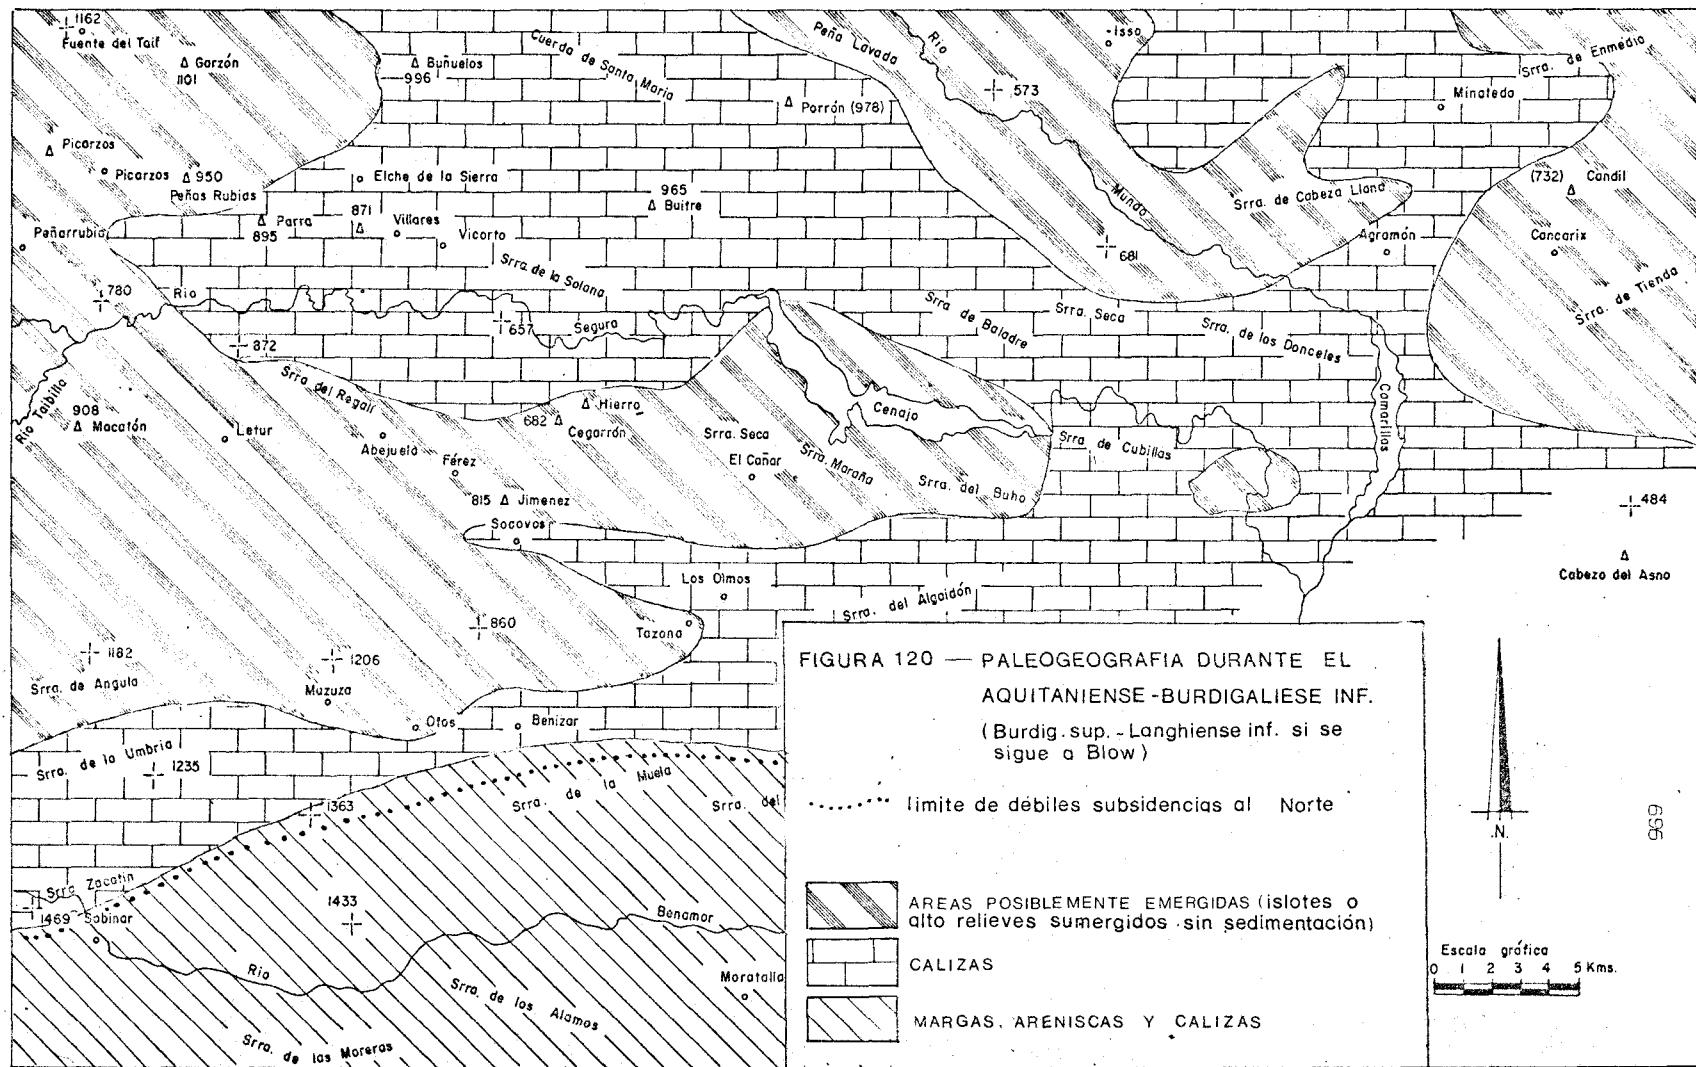 1162
Fuente del Taif
Garzón
1101
Buñuelos
996
Cuerda de Santa Maria
Peña Lavada
Rio
Isso
573
Srra. de Enmedio
Minateda
Porrón (978)
Picarzos
Picarzos
950
Peñas Rubias
Elche de la Sierra
965
Buitre
Mundo
Srra. de Cabeza Llana
(732) Candil
Parra
895
871
Villares
Vicorto
Peñarrubia
Srra. de la Solana
681
Agramón
Cancarix
780
Rio
657
Segura
Srra de Baladre
Srra. Seca
Srra. de los Donceles
Srra. de Tienda
872
Srra. del Regalí
Rio Taibilla
908
Macatón
Letur
Abejuela
Férez
682
Hierro
Cegarrón
Srra. Seca
El Cañar
Cenajo
Srra. Maraña
Srra. del Buho
Srra. de Cubillas
Camarillas
815
Jimenez
Socovos
484
Cabezo del Asno
Los Olmos
Srra. del Algaidón
860
Tazona
1182
Srra. de Angula
1206
Muzuza
Otos
Benizar
Srra. de la Umbria
1235
1363
Srra. de la Muela
Srra. del
Srra Zacatin
1469
Sabinar
1433
Rio
Benamor
Moratalla
Srra. de los Alamos
Srra. de las Moreras
FIGURA 120 — PALEOGEOGRAFIA DURANTE EL
AQUITANIENSE-BURDIGALIESE INF.
(Burdig. sup. - Langhiense inf. si se
sigue a Blow)
limite de débiles subsidencias al Norte
AREAS POSIBLEMENTE EMERGIDAS (islotes o
alto relieves sumergidos sin sedimentación)
CALIZAS
MARGAS, ARENISCAS Y CALIZAS
N.
Escala gráfica
0 1 2 3 4 5 Kms.
696